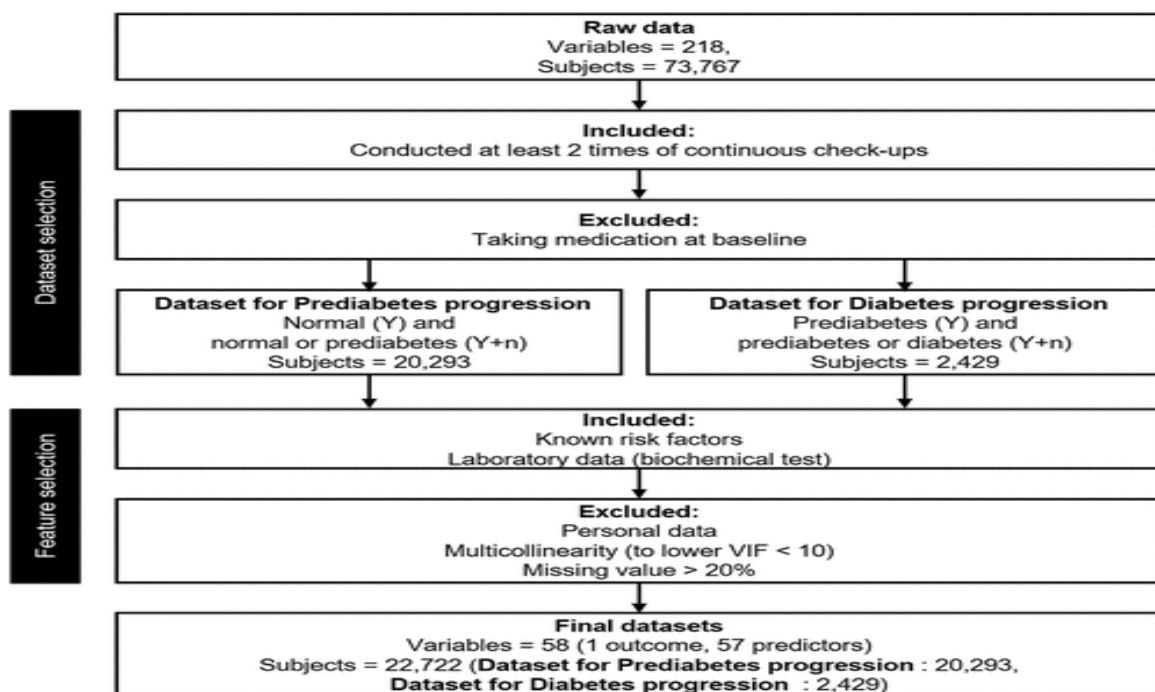 Raw data
Variables = 218,
Subjects = 73,767
Dataset selection
Included:
Conducted at least 2 times of continuous check-ups
Excluded:
Taking medication at baseline
Dataset for Prediabetes progression
Normal (Y) and
normal or prediabetes (Y+n)
Subjects = 20,293
Dataset for Diabetes progression
Prediabetes (Y) and
prediabetes or diabetes (Y+n)
Subjects = 2,429
Feature selection
Included:
Known risk factors
Laboratory data (biochemical test)
Excluded:
Personal data
Multicollinearity (to lower VIF < 10)
Missing value > 20%
Final datasets
Variables = 58 (1 outcome, 57 predictors)
Subjects = 22,722 (Dataset for Prediabetes progression : 20,293,
Dataset for Diabetes progression : 2,429)